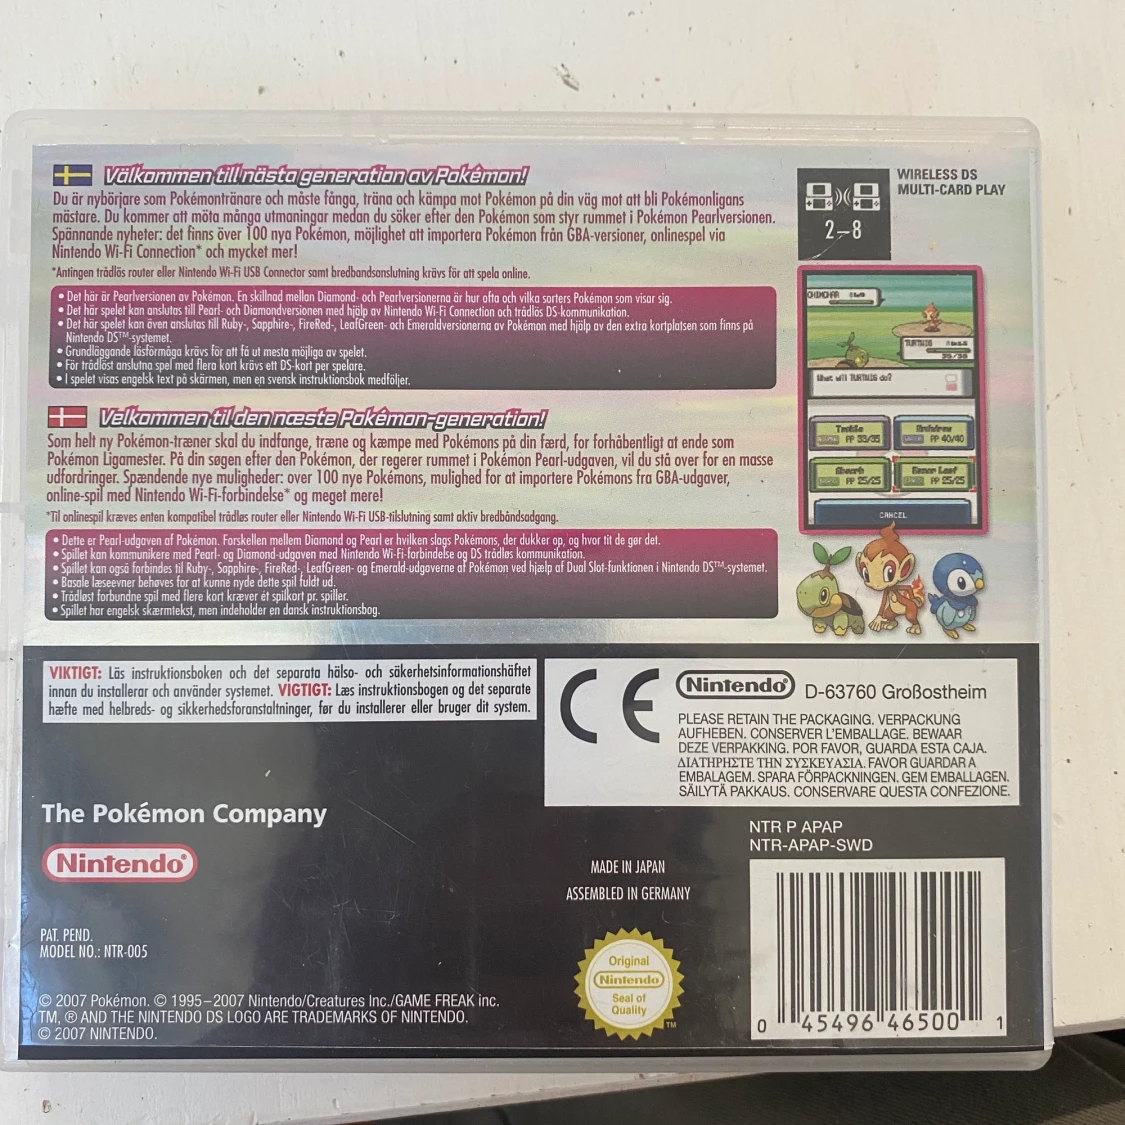 Välkommen till nästa generation av Pokémon!
Du är nybörjare som Pokémontränare och måste fånga, träna och kämpa mot Pokémon på din väg mot att bli Pokémonligans
mästare. Du kommer att möta många utmaningar medan du söker efter den Pokémon som styr rummet i Pokémon Pearlversionen.
Spännande nyheter: det finns över 100 nya Pokémon, möjlighet att importera Pokémon från GBA-versioner, onlinespel via
Nintendo Wi-Fi Connection* och mycket mer!
*Antingen trådlös router eller Nintendo Wi-Fi USB Connector samt bredbandsanslutning krävs för att spela online.
• Det här är Pearlversionen av Pokémon. En skillnad mellan Diamond- och Pearlversionerna är hur ofta och vilka sorters Pokémon som visar sig.
• Det här spelet kan anslutas till Pearl- och Diamondversionen med hjälp av Nintendo Wi-Fi Connection och trådlös DS-kommunikation.
• Det här spelet kan även anslutas till Ruby-, Sapphire-, FireRed-, LeafGreen- och Emeraldversionerna av Pokémon med hjälp av den extra kortplatsen som finns på
Nintendo DS™-systemet.
• Grundläggande läsförmåga krävs för att få ut mesta möjliga av spelet.
• För trådlöst anslutna spel med flera kort krävs ett DS-kort per spelare.
• I spelet visas engelsk text på skärmen, men en svensk instruktionsbok medföljer.
Velkommen til den næste Pokémon-generation!
Som helt ny Pokémon-træner skal du indfange, træne og kæmpe med Pokémons på din færd, for forhåbentligt at ende som
Pokémon Ligamester. På din søgen efter den Pokémon, der regerer rummet i Pokémon Pearl-udgaven, vil du stå over for en masse
udfordringer. Spændende nye muligheder: over 100 nye Pokémons, mulighed for at importere Pokémons fra GBA-udgaver,
online-spil med Nintendo Wi-Fi-forbindelse* og meget mere!
*Til onlinespil kræves enten kompatibel trådløs router eller Nintendo Wi-Fi USB-tilslutning samt aktiv bredbåndsadgang.
• Dette er Pearl-udgaven af Pokémon. Forskellen mellem Diamond og Pearl er hvilken slags Pokémons, der dukker op, og hvor tit de gør det.
• Spillet kan kommunikere med Pearl- og Diamond-udgaven med Nintendo Wi-Fi-forbindelse og DS trådløs kommunikation.
• Spillet kan også forbindes til Ruby-, Sapphire-, FireRed-, LeafGreen- og Emerald-udgaverne af Pokémon ved hjælp af Dual Slot-funktionen i Nintendo DS™-systemet.
• Basale læseevner behøves for at kunne nyde dette spil fuldt ud.
• Trådløst forbundne spil med flere kort kræver ét spilkort pr. spiller.
• Spillet har engelsk skærmtekst, men indeholder en dansk instruktionsbog.
WIRELESS DS
MULTI-CARD PLAY
2–8
CHIMCHAR
TURTWIG
What will TURTWIG do?
Tackle
PP 33/35
Withdraw
PP 40/40
Absorb
PP 25/25
Razor Leaf
PP 25/25
CANCEL
VIKTIGT: Läs instruktionsboken och det separata hälso- och säkerhetsinformationshäftet
innan du installerar och använder systemet. VIGTIGT: Læs instruktionsbogen og det separate
hæfte med helbreds- og sikkerhedsforanstaltninger, før du installerer eller bruger dit system.
CE
Nintendo®
D-63760 Großostheim
PLEASE RETAIN THE PACKAGING. VERPACKUNG
AUFHEBEN. CONSERVER L'EMBALLAGE. BEWAAR
DEZE VERPAKKING. POR FAVOR, GUARDA ESTA CAJA.
ΔΙΑΤΗΡΗΣΤΕ ΤΗΝ ΣΥΣΚΕΥΑΣΙΑ. FAVOR GUARDAR A
EMBALAGEM. SPARA FÖRPACKNINGEN. GEM EMBALLAGEN.
SÄILYTÄ PAKKAUS. CONSERVARE QUESTA CONFEZIONE.
The Pokémon Company
Nintendo®
PAT. PEND.
MODEL NO.: NTR-005
© 2007 Pokémon. © 1995–2007 Nintendo/Creatures Inc./GAME FREAK inc.
TM, ® AND THE NINTENDO DS LOGO ARE TRADEMARKS OF NINTENDO.
© 2007 NINTENDO.
MADE IN JAPAN
ASSEMBLED IN GERMANY
Original
Nintendo
Seal of
Quality
™
NTR P APAP
NTR-APAP-SWD
0 45496 46500 1